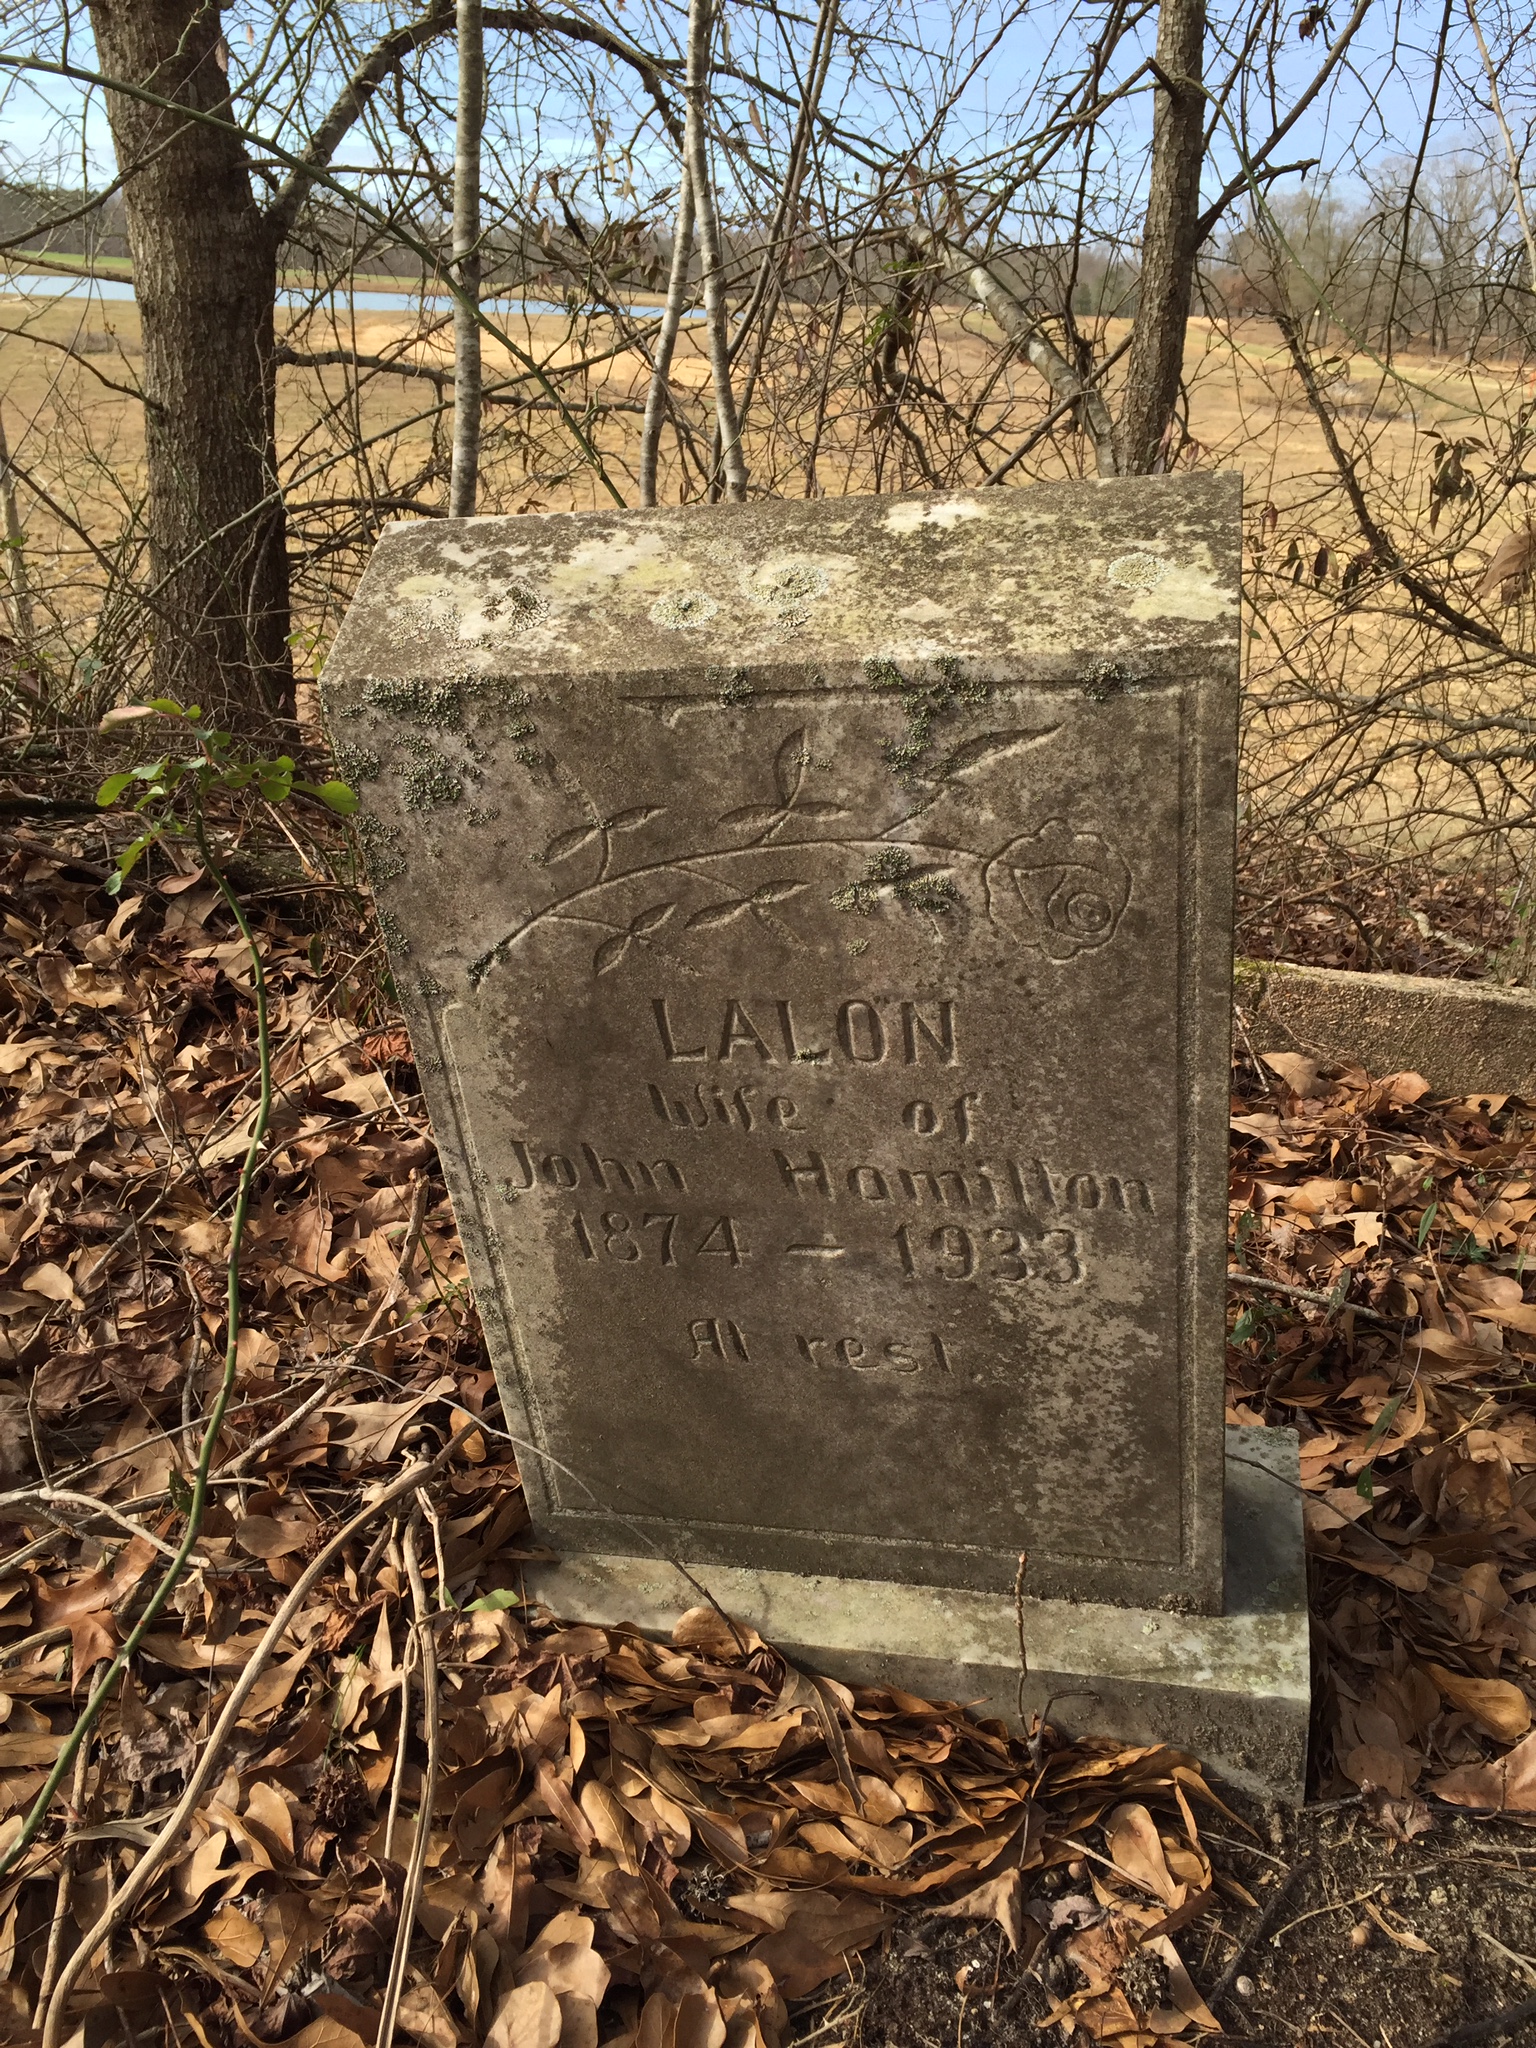 LALON
Wife of
John Hamilton
1874 – 1933
At rest